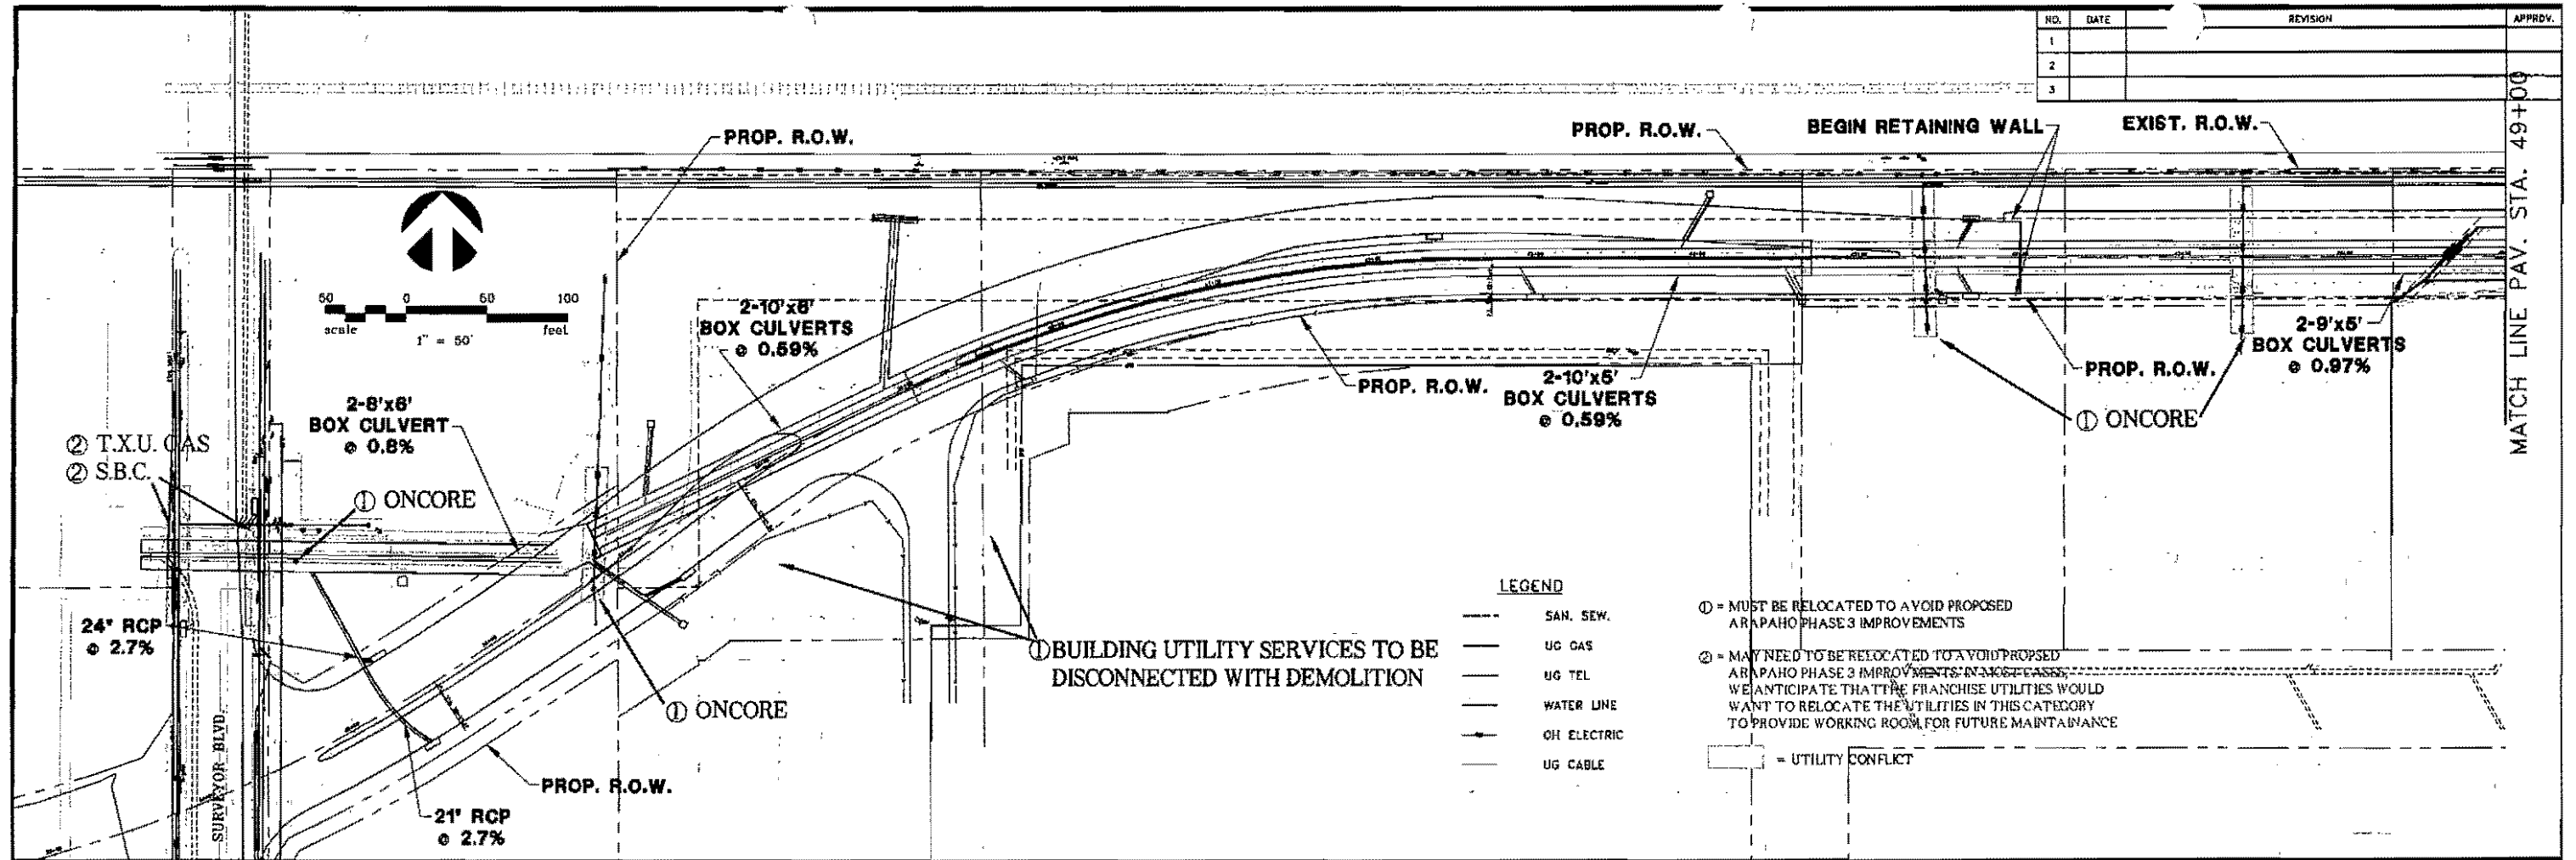 NO. DATE REVISION APPROV.
1
2
3
MATCH LINE PAV. STA. 49+00
PROP. R.O.W.
PROP. R.O.W.
BEGIN RETAINING WALL
EXIST. R.O.W.
50 0 50 100
scale feet
1" = 50'
2-10'x6'
BOX CULVERTS
@ 0.59%
2-8'x6'
BOX CULVERT
@ 0.8%
② T.X.U. GAS
② S.B.C.
① ONCORE
PROP. R.O.W.
2-10'x5'
BOX CULVERTS
@ 0.59%
① ONCORE
PROP. R.O.W.
2-9'x5'
BOX CULVERTS
@ 0.97%
24" RCP
@ 2.7%
① BUILDING UTILITY SERVICES TO BE
DISCONNECTED WITH DEMOLITION
① ONCORE
PROP. R.O.W.
21" RCP
@ 2.7%
SURVEYOR BLVD.
LEGEND
SAN. SEW.
UG GAS
UG TEL
WATER LINE
OH ELECTRIC
UG CABLE
① = MUST BE RELOCATED TO AVOID PROPOSED
ARAPAHO PHASE 3 IMPROVEMENTS
② = MAY NEED TO BE RELOCATED TO AVOID PROPSED
ARAPAHO PHASE 3 IMPROVEMENTS. IN MOST CASES,
WE ANTICIPATE THAT THE FRANCHISE UTILITIES WOULD
WANT TO RELOCATE THE UTILITIES IN THIS CATEGORY
TO PROVIDE WORKING ROOM FOR FUTURE MAINTAINANCE
= UTILITY CONFLICT